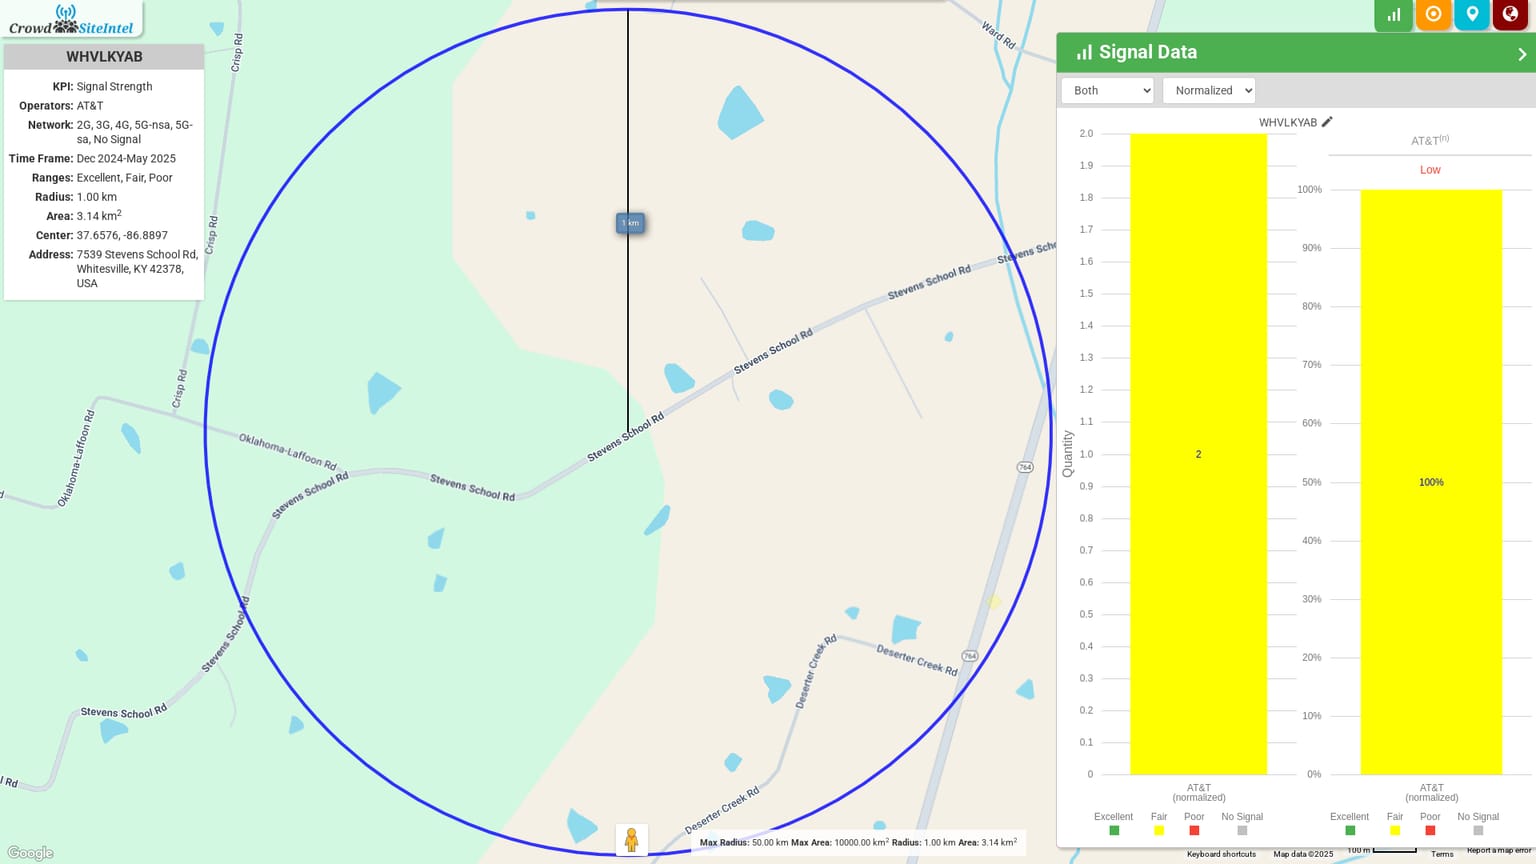 Crowd SiteIntel
WHVLKYAB
KPI: Signal Strength
Operators: AT&T
Network: 2G, 3G, 4G, 5G-nsa, 5G-
sa, No Signal
Time Frame: Dec 2024-May 2025
Ranges: Excellent, Fair, Poor
Radius: 1.00 km
Area: 3.14 km²
Center: 37.6576, -86.8897
Address: 7539 Stevens School Rd,
Whitesville, KY 42378,
USA
Crisp Rd
Crisp Rd
Crisp Rd
Ward Rd
1 km
Stevens Scho
Stevens School Rd
Stevens School Rd
Stevens School Rd
Oklahoma-Laffoon Rd
Oklahoma-Laffoon Rd
Stevens School Rd
Stevens School Rd
764
Stevens School Rd
764
Deserter Creek Rd
Deserter Creek Rd
Stevens School Rd
l Rd
Deserter Creek Rd
Google
Max Radius: 50.00 km Max Area: 10000.00 km² Radius: 1.00 km Area: 3.14 km²
Signal Data
Both
Normalized
WHVLKYAB
2.0
1.9
1.8
1.7
1.6
1.5
1.4
1.3
1.2
1.1
1.0
0.9
0.8
0.7
0.6
0.5
0.4
0.3
0.2
0.1
0
Quantity
2
AT&T
(normalized)
Excellent
Fair
Poor
No Signal
AT&T(n)
Low
100%
90%
80%
70%
60%
50%
40%
30%
20%
10%
0%
100%
AT&T
(normalized)
Excellent
Fair
Poor
No Signal
Keyboard shortcuts
Map data ©2025
100 m
Terms
Report a map error